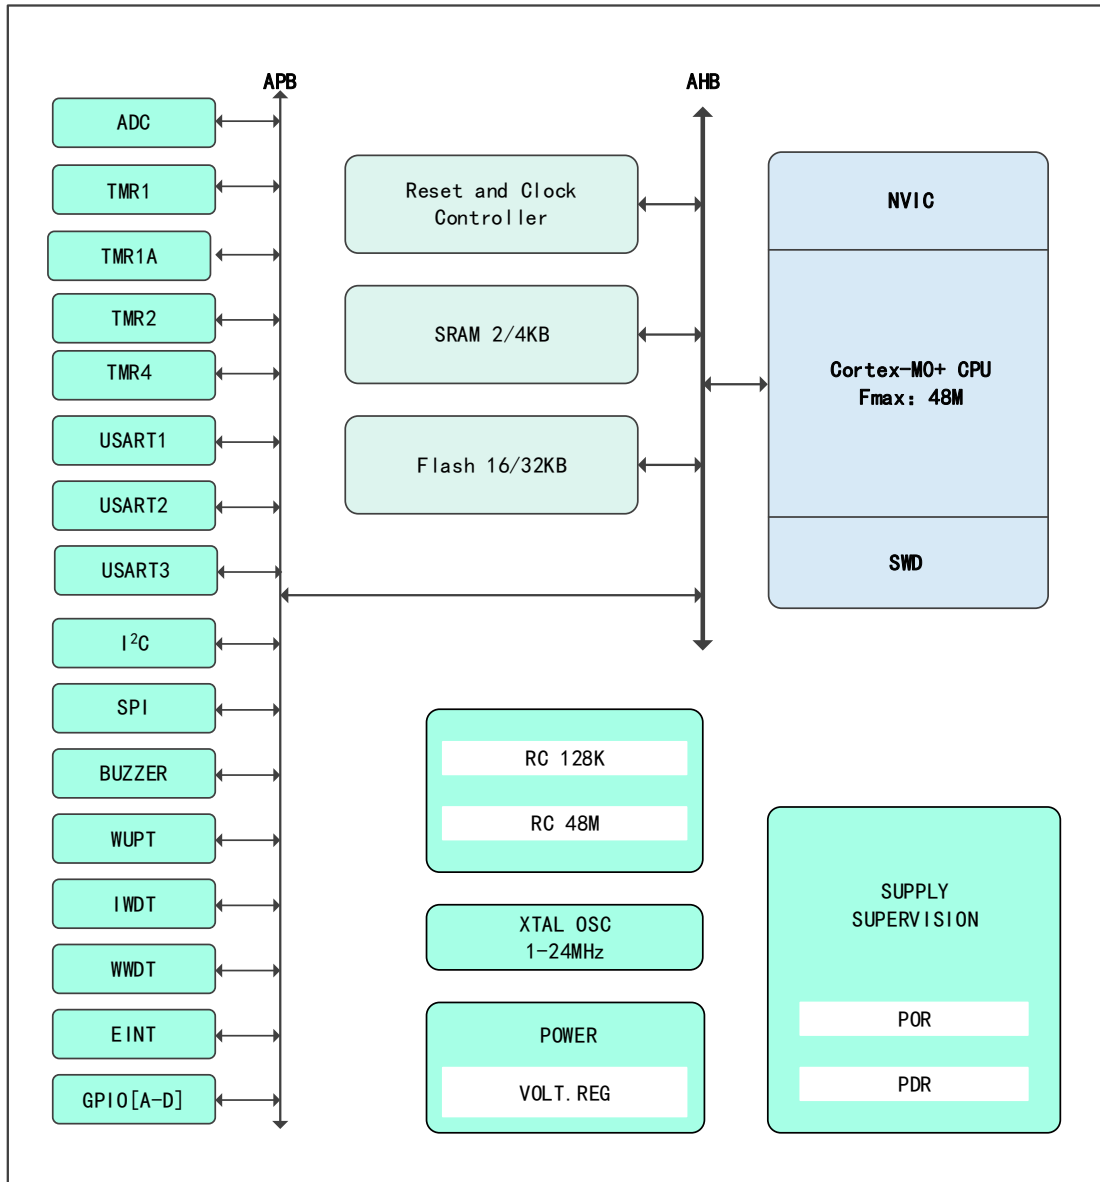 APB
ADC
TMR1
TMR1A
TMR2
TMR4
USART1
USART2
USART3
I²C
SPI
BUZZER
WUPT
IWDT
WWDT
EINT
GPIO[A-D]
AHB
Reset and Clock
Controller
SRAM 2/4KB
Flash 16/32KB
NVIC
Cortex-M0+ CPU
Fmax: 48M
SWD
RC 128K
RC 48M
XTAL OSC
1-24MHz
POWER
VOLT.REG
SUPPLY
SUPERVISION
POR
PDR